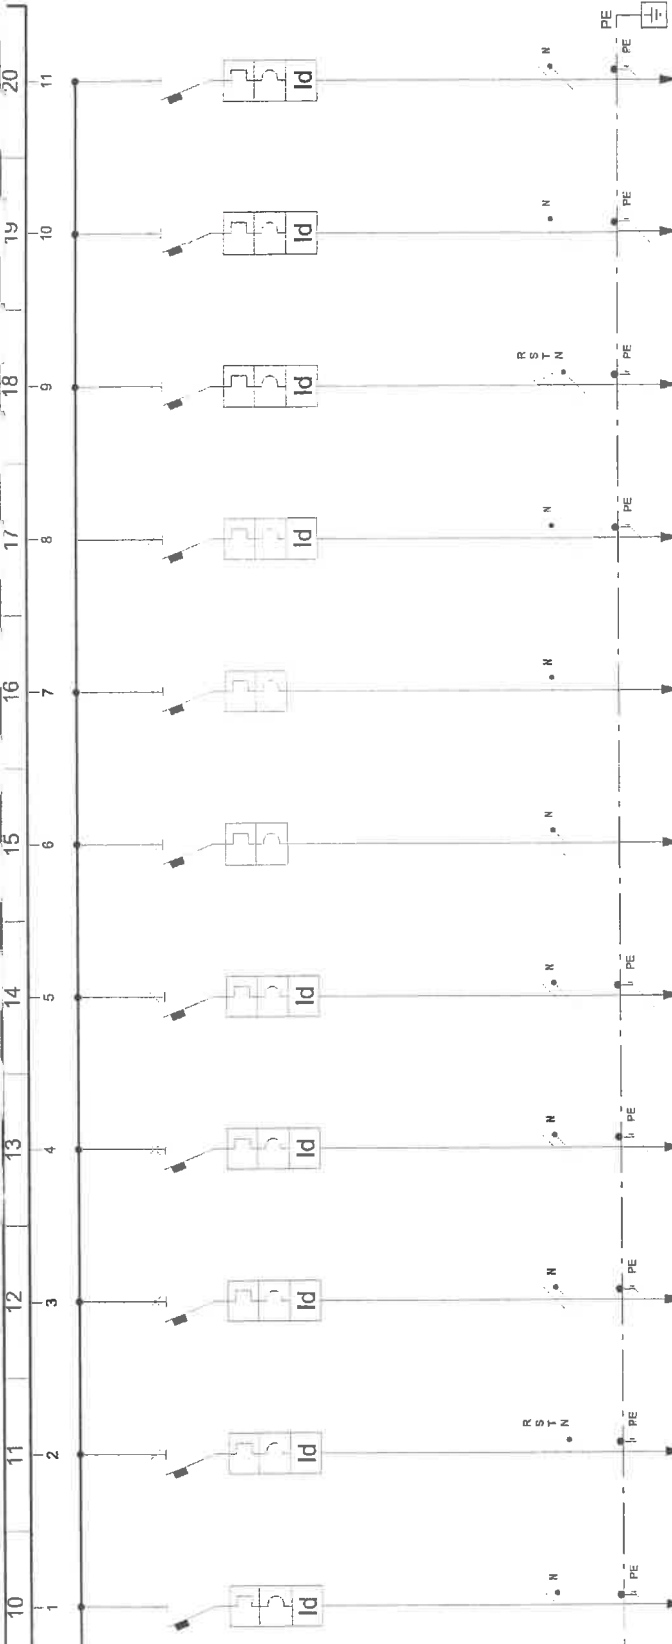 10 11 12 13 14 15 16 17 18 19 20
1 2 3 4 5 6 7 8 9 10 11
Id Id Id Id Id Id Id Id Id
R S T N R S T N
N N N N N N N N N
PE
PE PE PE PE PE PE PE PE PE